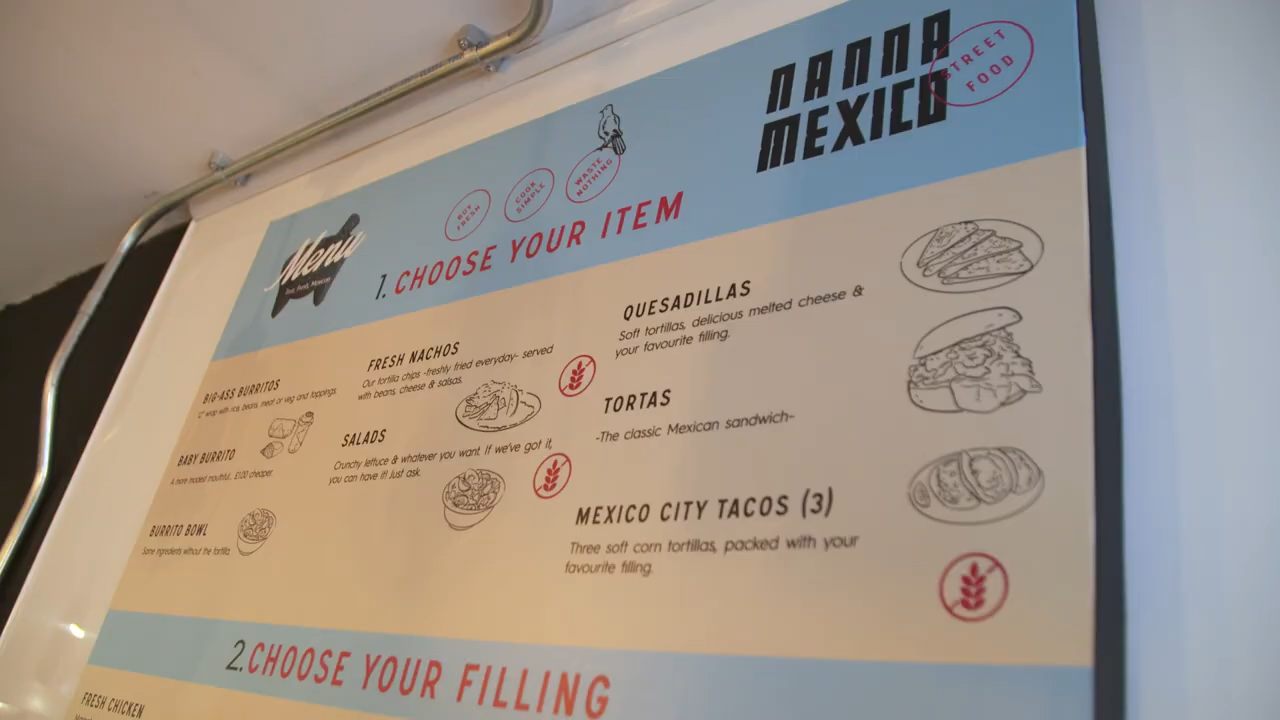 NANNA
MEXICO
STREET
FOOD
BUY
FRESH
COOK
SIMPLE
WASTE
NOTHING
Menu
1. CHOOSE YOUR ITEM
BIG-ASS BURRITOS
12" wrap with rice, beans, meat or veg and toppings.
BABY BURRITO
A more modest mouthful. £1.00 cheaper.
BURRITO BOWL
Same ingredients without the tortilla.
FRESH NACHOS
Our tortilla chips -freshly fried everyday- served
with beans, cheese & salsas.
SALADS
Crunchy lettuce & whatever you want. If we've got it,
you can have it! Just ask.
QUESADILLAS
Soft tortillas, delicious melted cheese &
your favourite filling.
TORTAS
-The classic Mexican sandwich-
MEXICO CITY TACOS (3)
Three soft corn tortillas, packed with your
favourite filling.
2. CHOOSE YOUR FILLING
FRESH CHICKEN